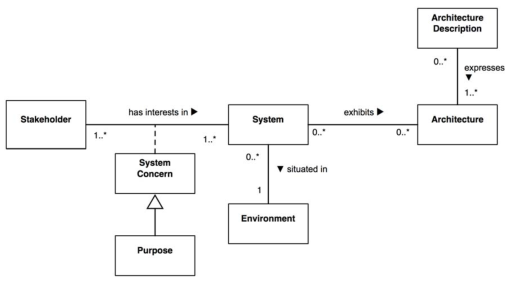 Architecture
Description
0..*
expresses
▼
1..*
Stakeholder
has interests in ▶
System
exhibits ▶
Architecture
1..*
1..*
0..*
0..*
System
Concern
0..*
▼ situated in
1
Environment
Purpose